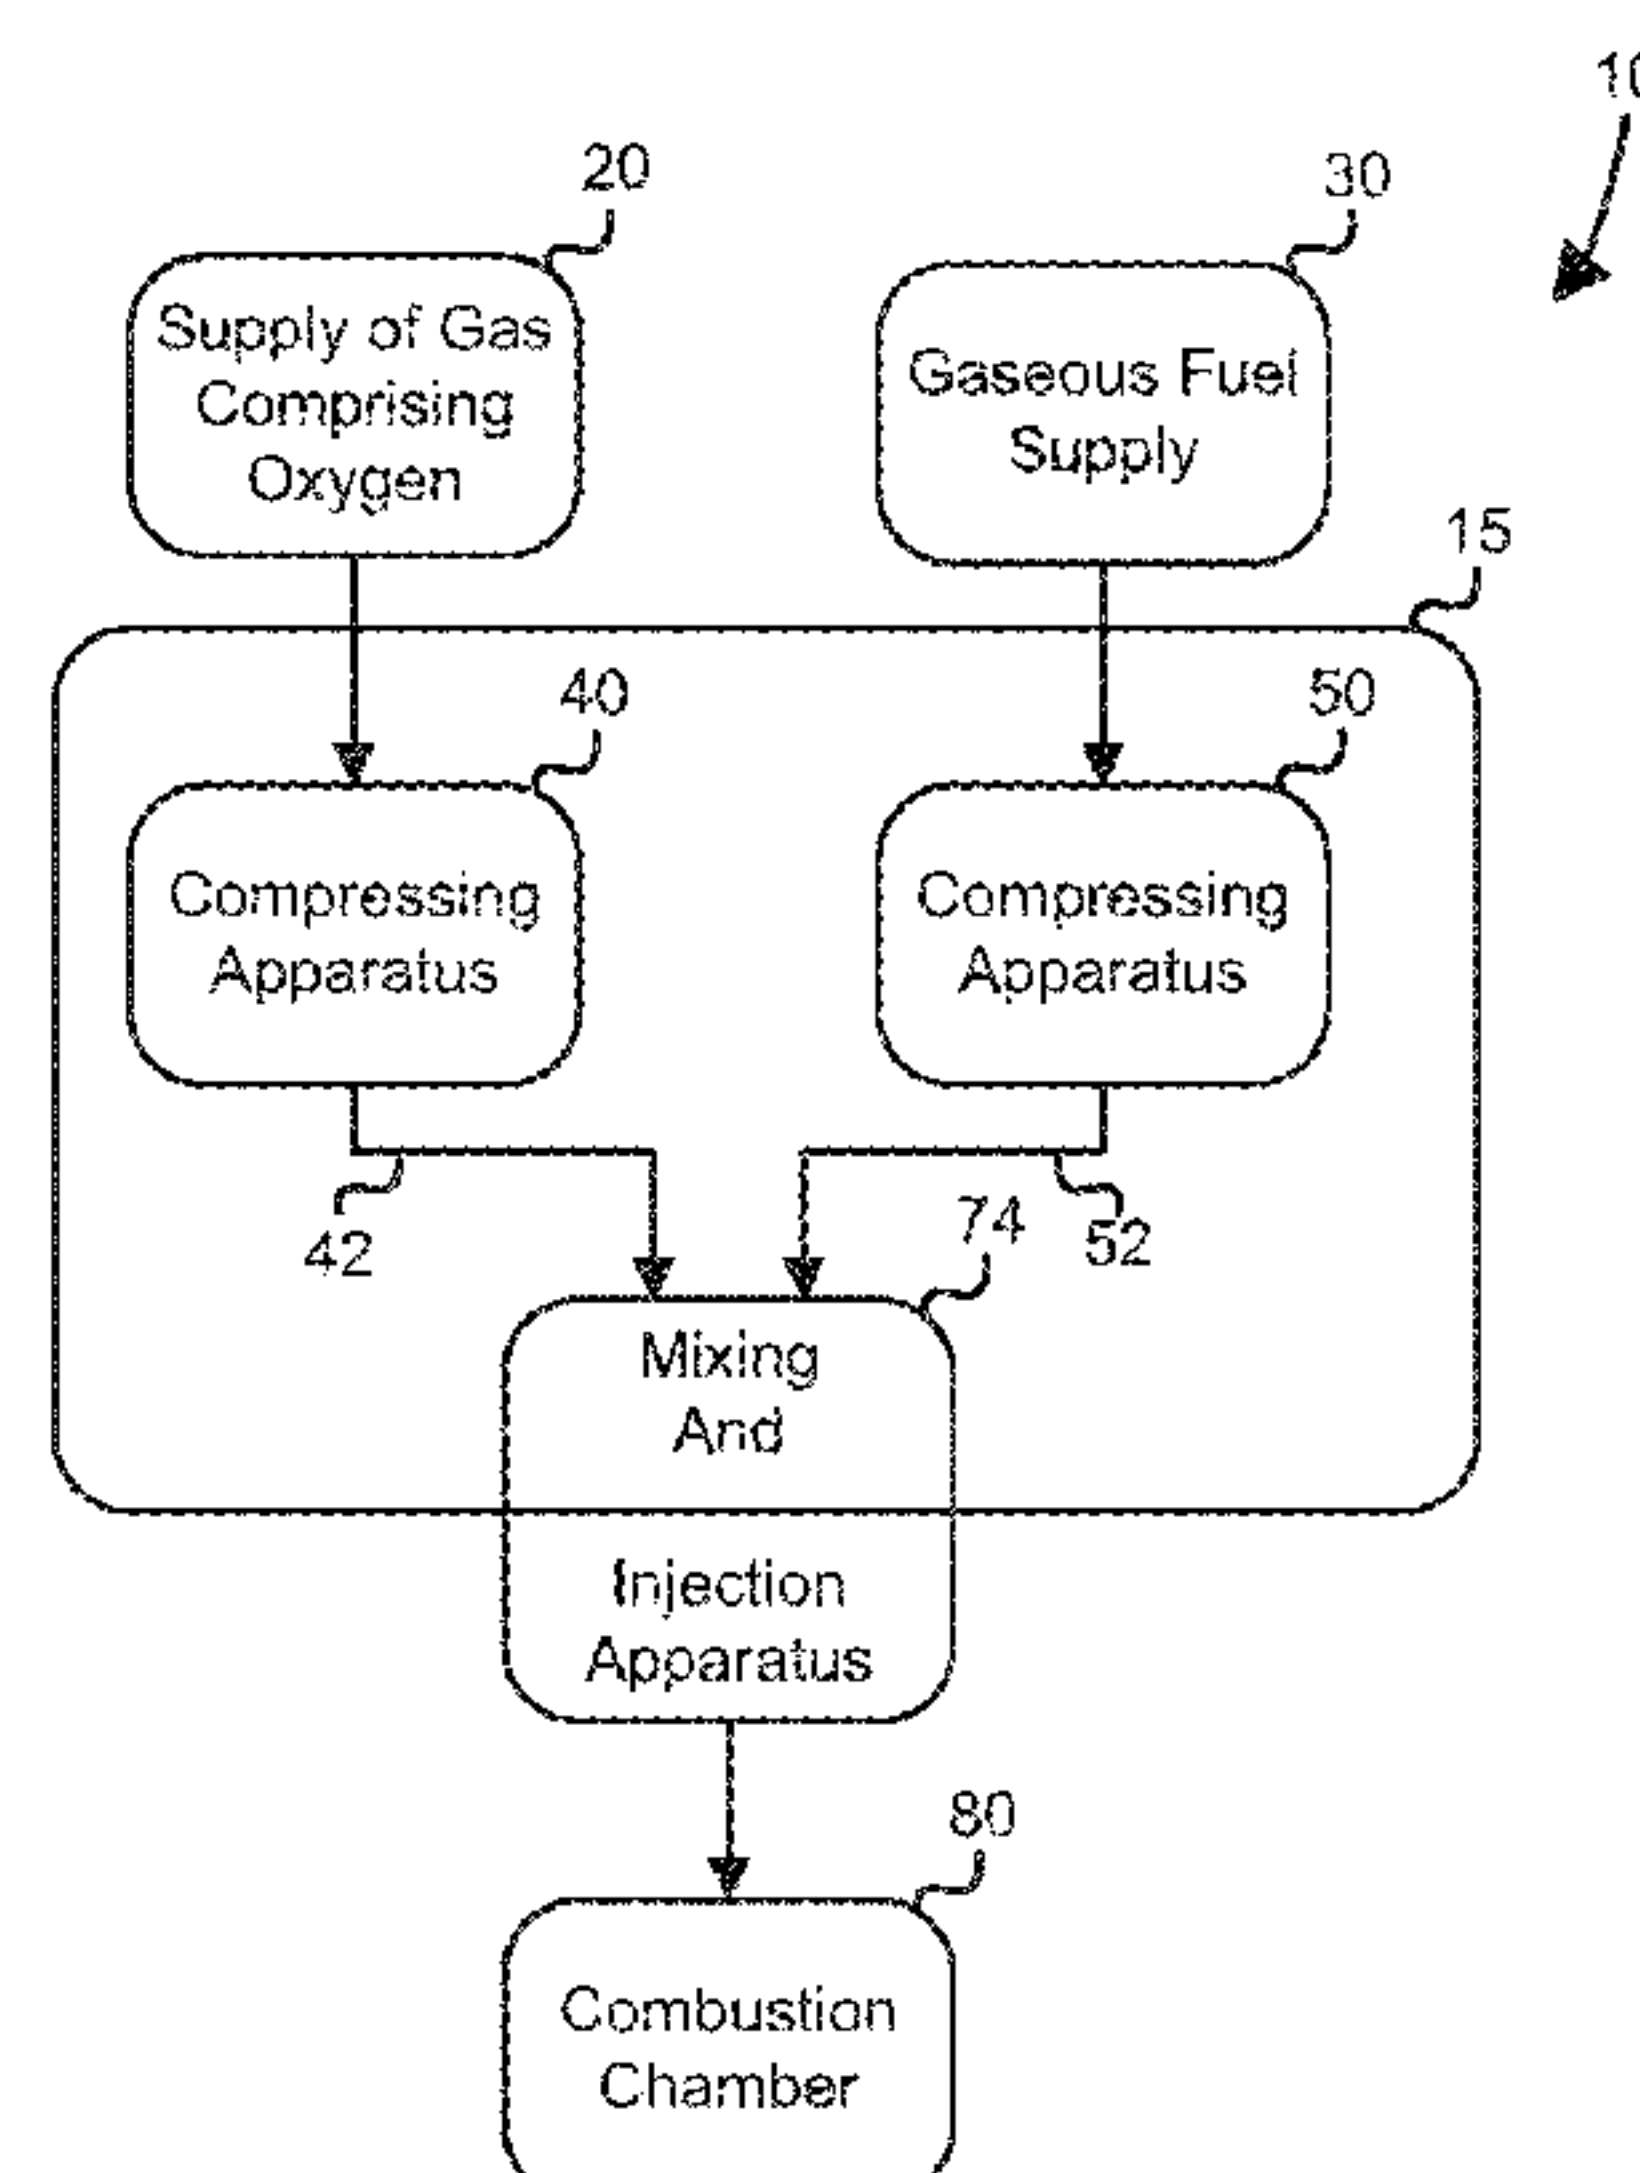 10
20
30
Supply of Gas
Comprising
Oxygen
Gaseous Fuel
Supply
15
40
50
Compressing
Apparatus
Compressing
Apparatus
42
74
52
Mixing
And
Injection
Apparatus
80
Combustion
Chamber